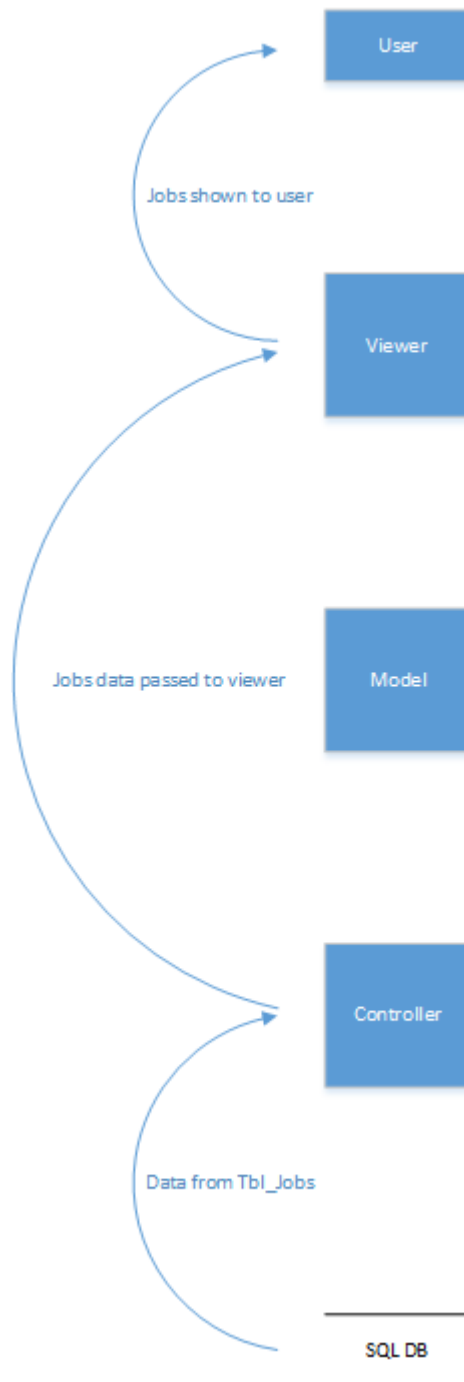 User
Jobs shown to user
Viewer
Jobs data passed to viewer
Model
Controller
Data from Tbl_Jobs
SQL DB